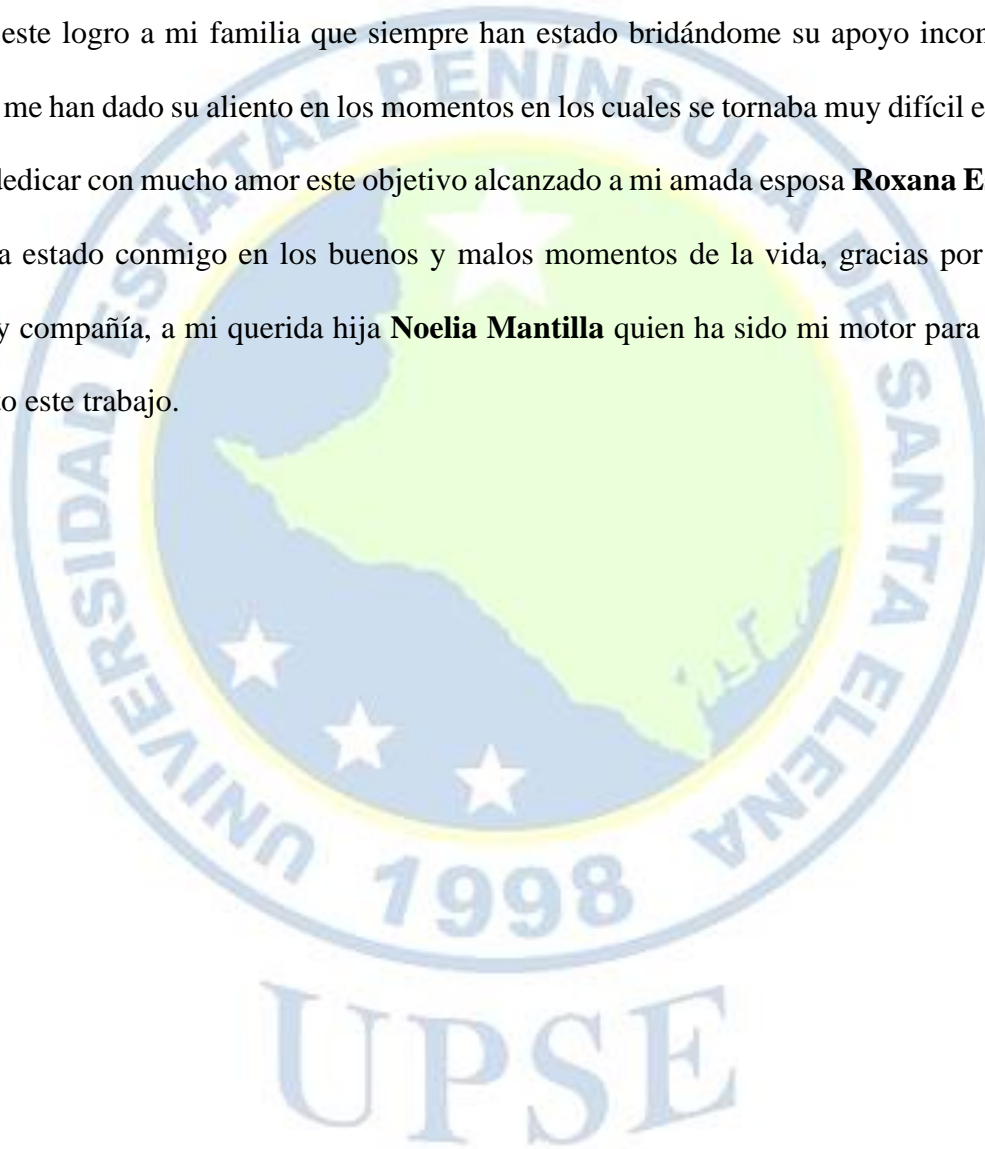 este logro a mi familia que siempre han estado bridándome su apoyo
me han dado su aliento en los momentos en los cuales se tornaba muy difícil
dedicar con mucho amor este objetivo alcanzado a mi amada esposa Roxana
estado conmigo en los buenos y malos momentos de la vida, gracias por
y compañía, a mi querida hija Noelia Mantilla quien ha sido mi motor para
este trabajo.
UNIVERSIDAD ESTATAL PENÍNSULA DE SANTA ELENA
1998
UPSE